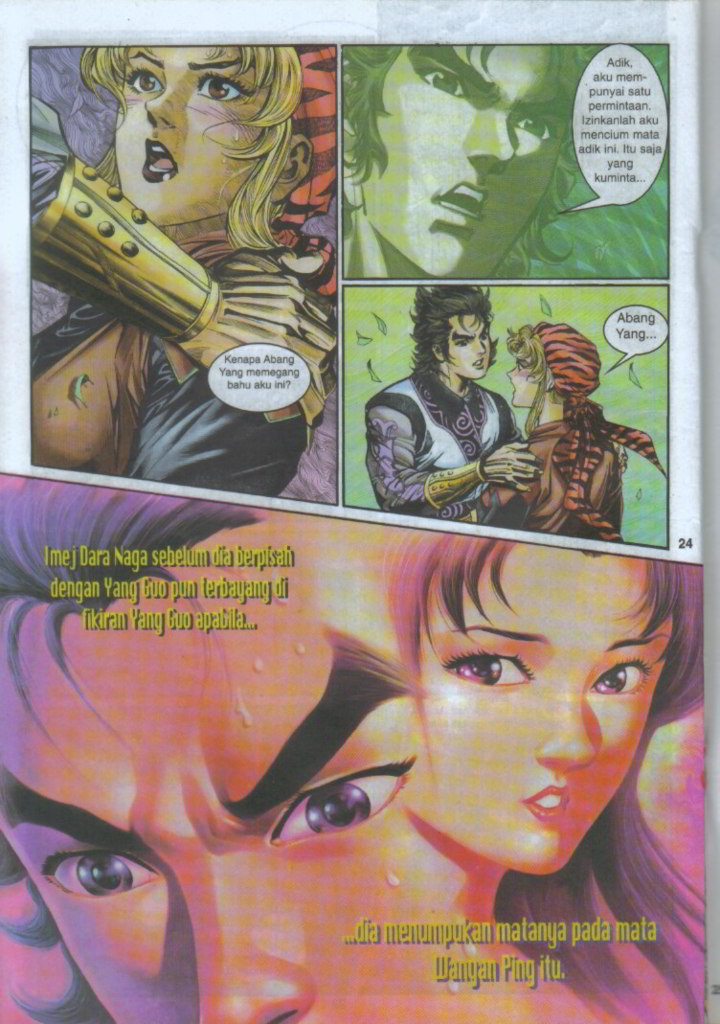 Kenapa Abang
Yang memegang
bahu aku ini?
Adik,
aku mem-
punyai satu
permintaan.
Izinkanlah aku
mencium mata
adik ini. Itu saja
yang
kuminta...
Abang
Yang...
24
Imej Dara Naga sebelum dia berpisah
dengan Yang Guo pun terbayang di
fikiran Yang Guo apabila...
...dia menumpukan matanya pada mata
Wangan Ping itu.